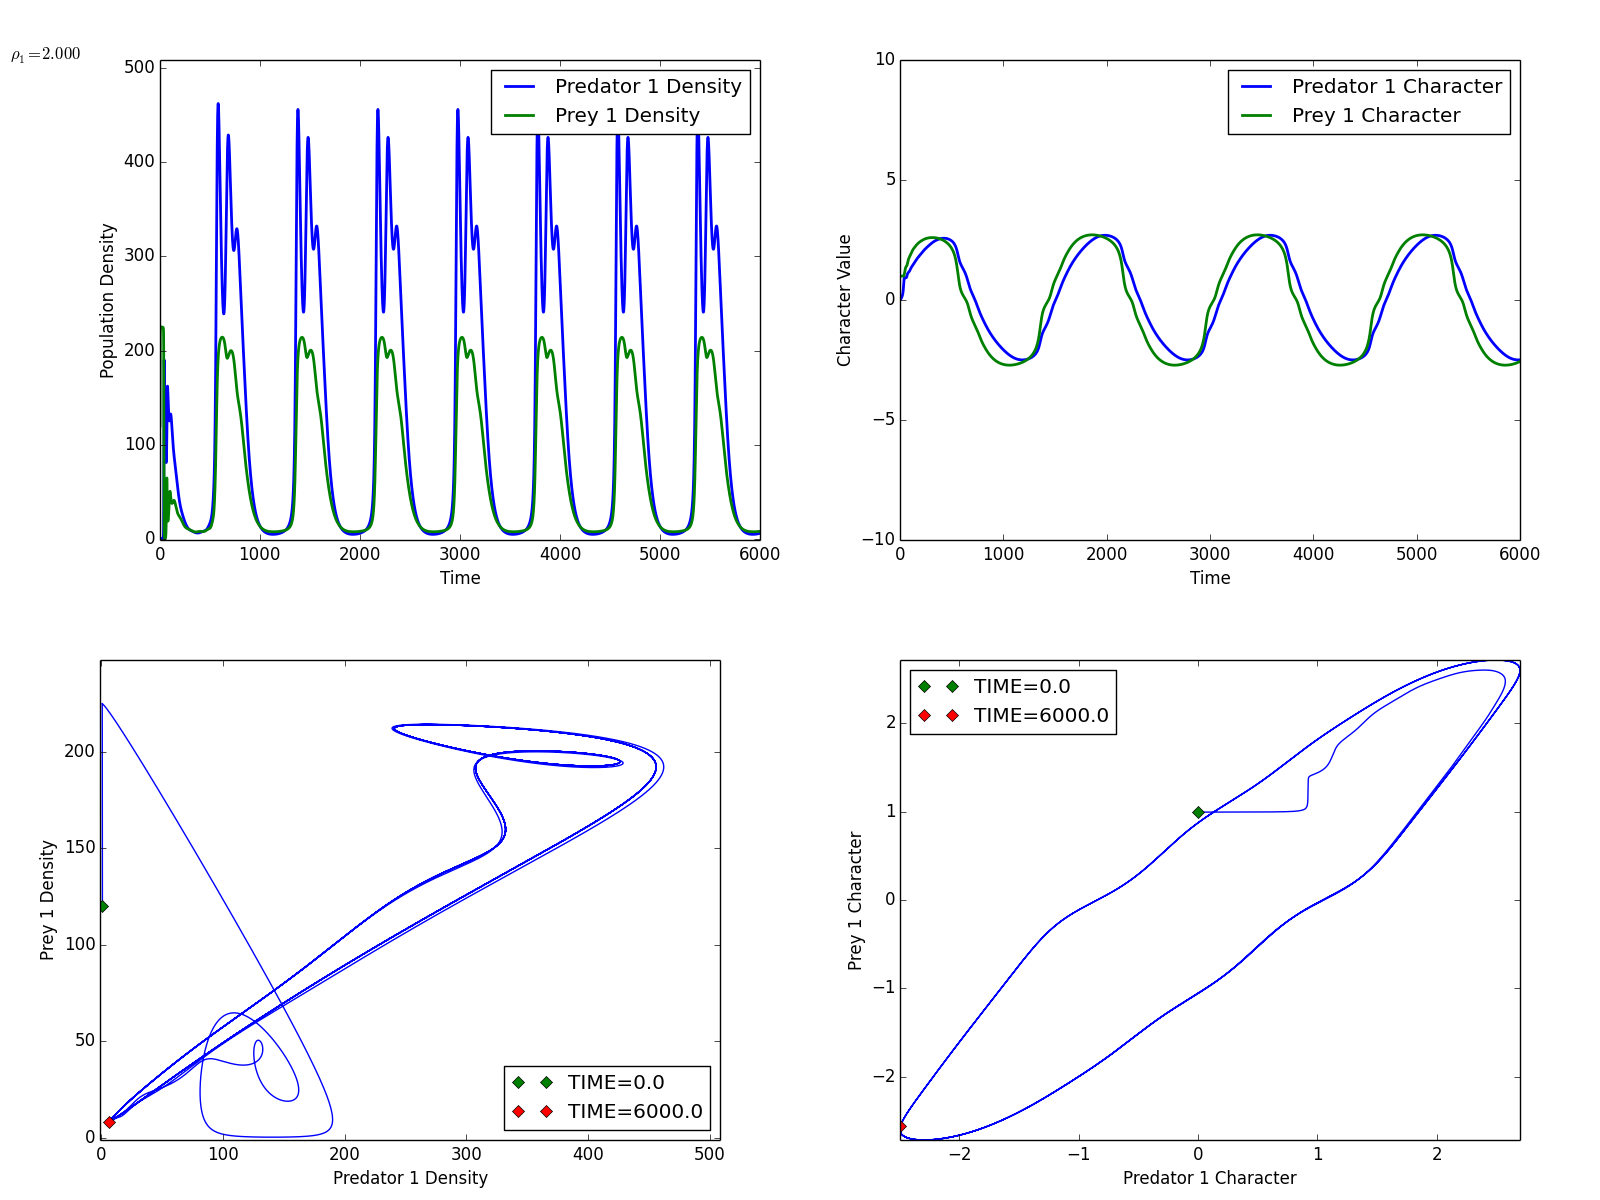 ρ₁=2.000
500
400
300
200
100
0
Population Density
Predator 1 Density
Prey 1 Density
0 1000 2000 3000 4000 5000 6000
Time
10
5
0
−5
−10
Character Value
Predator 1 Character
Prey 1 Character
0 1000 2000 3000 4000 5000 6000
Time
200
150
100
50
0
Prey 1 Density
TIME=0.0
TIME=6000.0
0 100 200 300 400 500
Predator 1 Density
2
1
0
−1
−2
Prey 1 Character
TIME=0.0
TIME=6000.0
−2 −1 0 1 2
Predator 1 Character